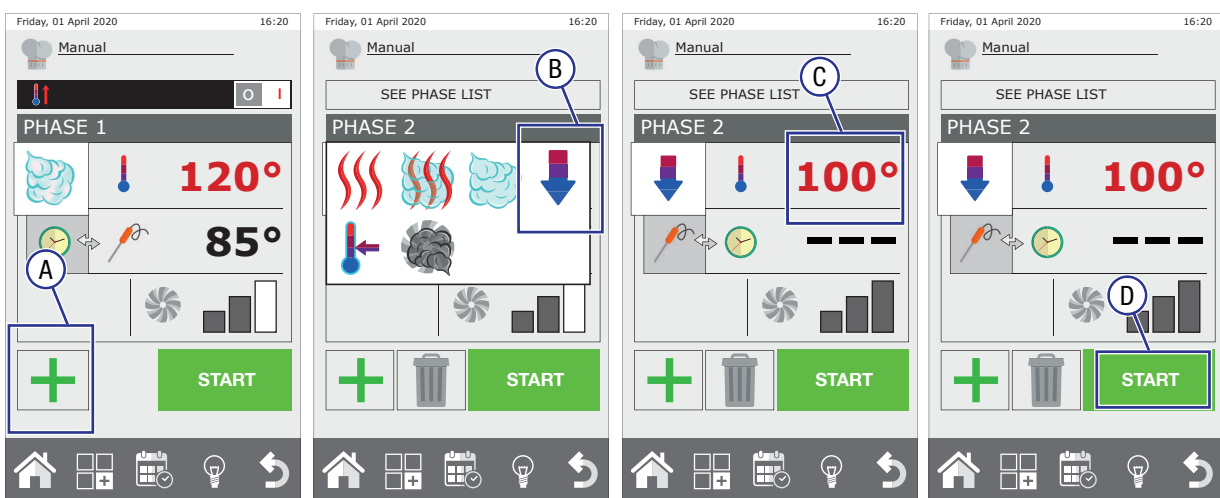 Friday, 01 April 2020 16:20
Manual
O I
PHASE 1
120°
85°
A
START
Friday, 01 April 2020 16:20
Manual
B
SEE PHASE LIST
PHASE 2
START
Friday, 01 April 2020 16:20
Manual
C
SEE PHASE LIST
PHASE 2
100°
---
START
Friday, 01 April 2020 16:20
Manual
SEE PHASE LIST
PHASE 2
100°
---
D
START